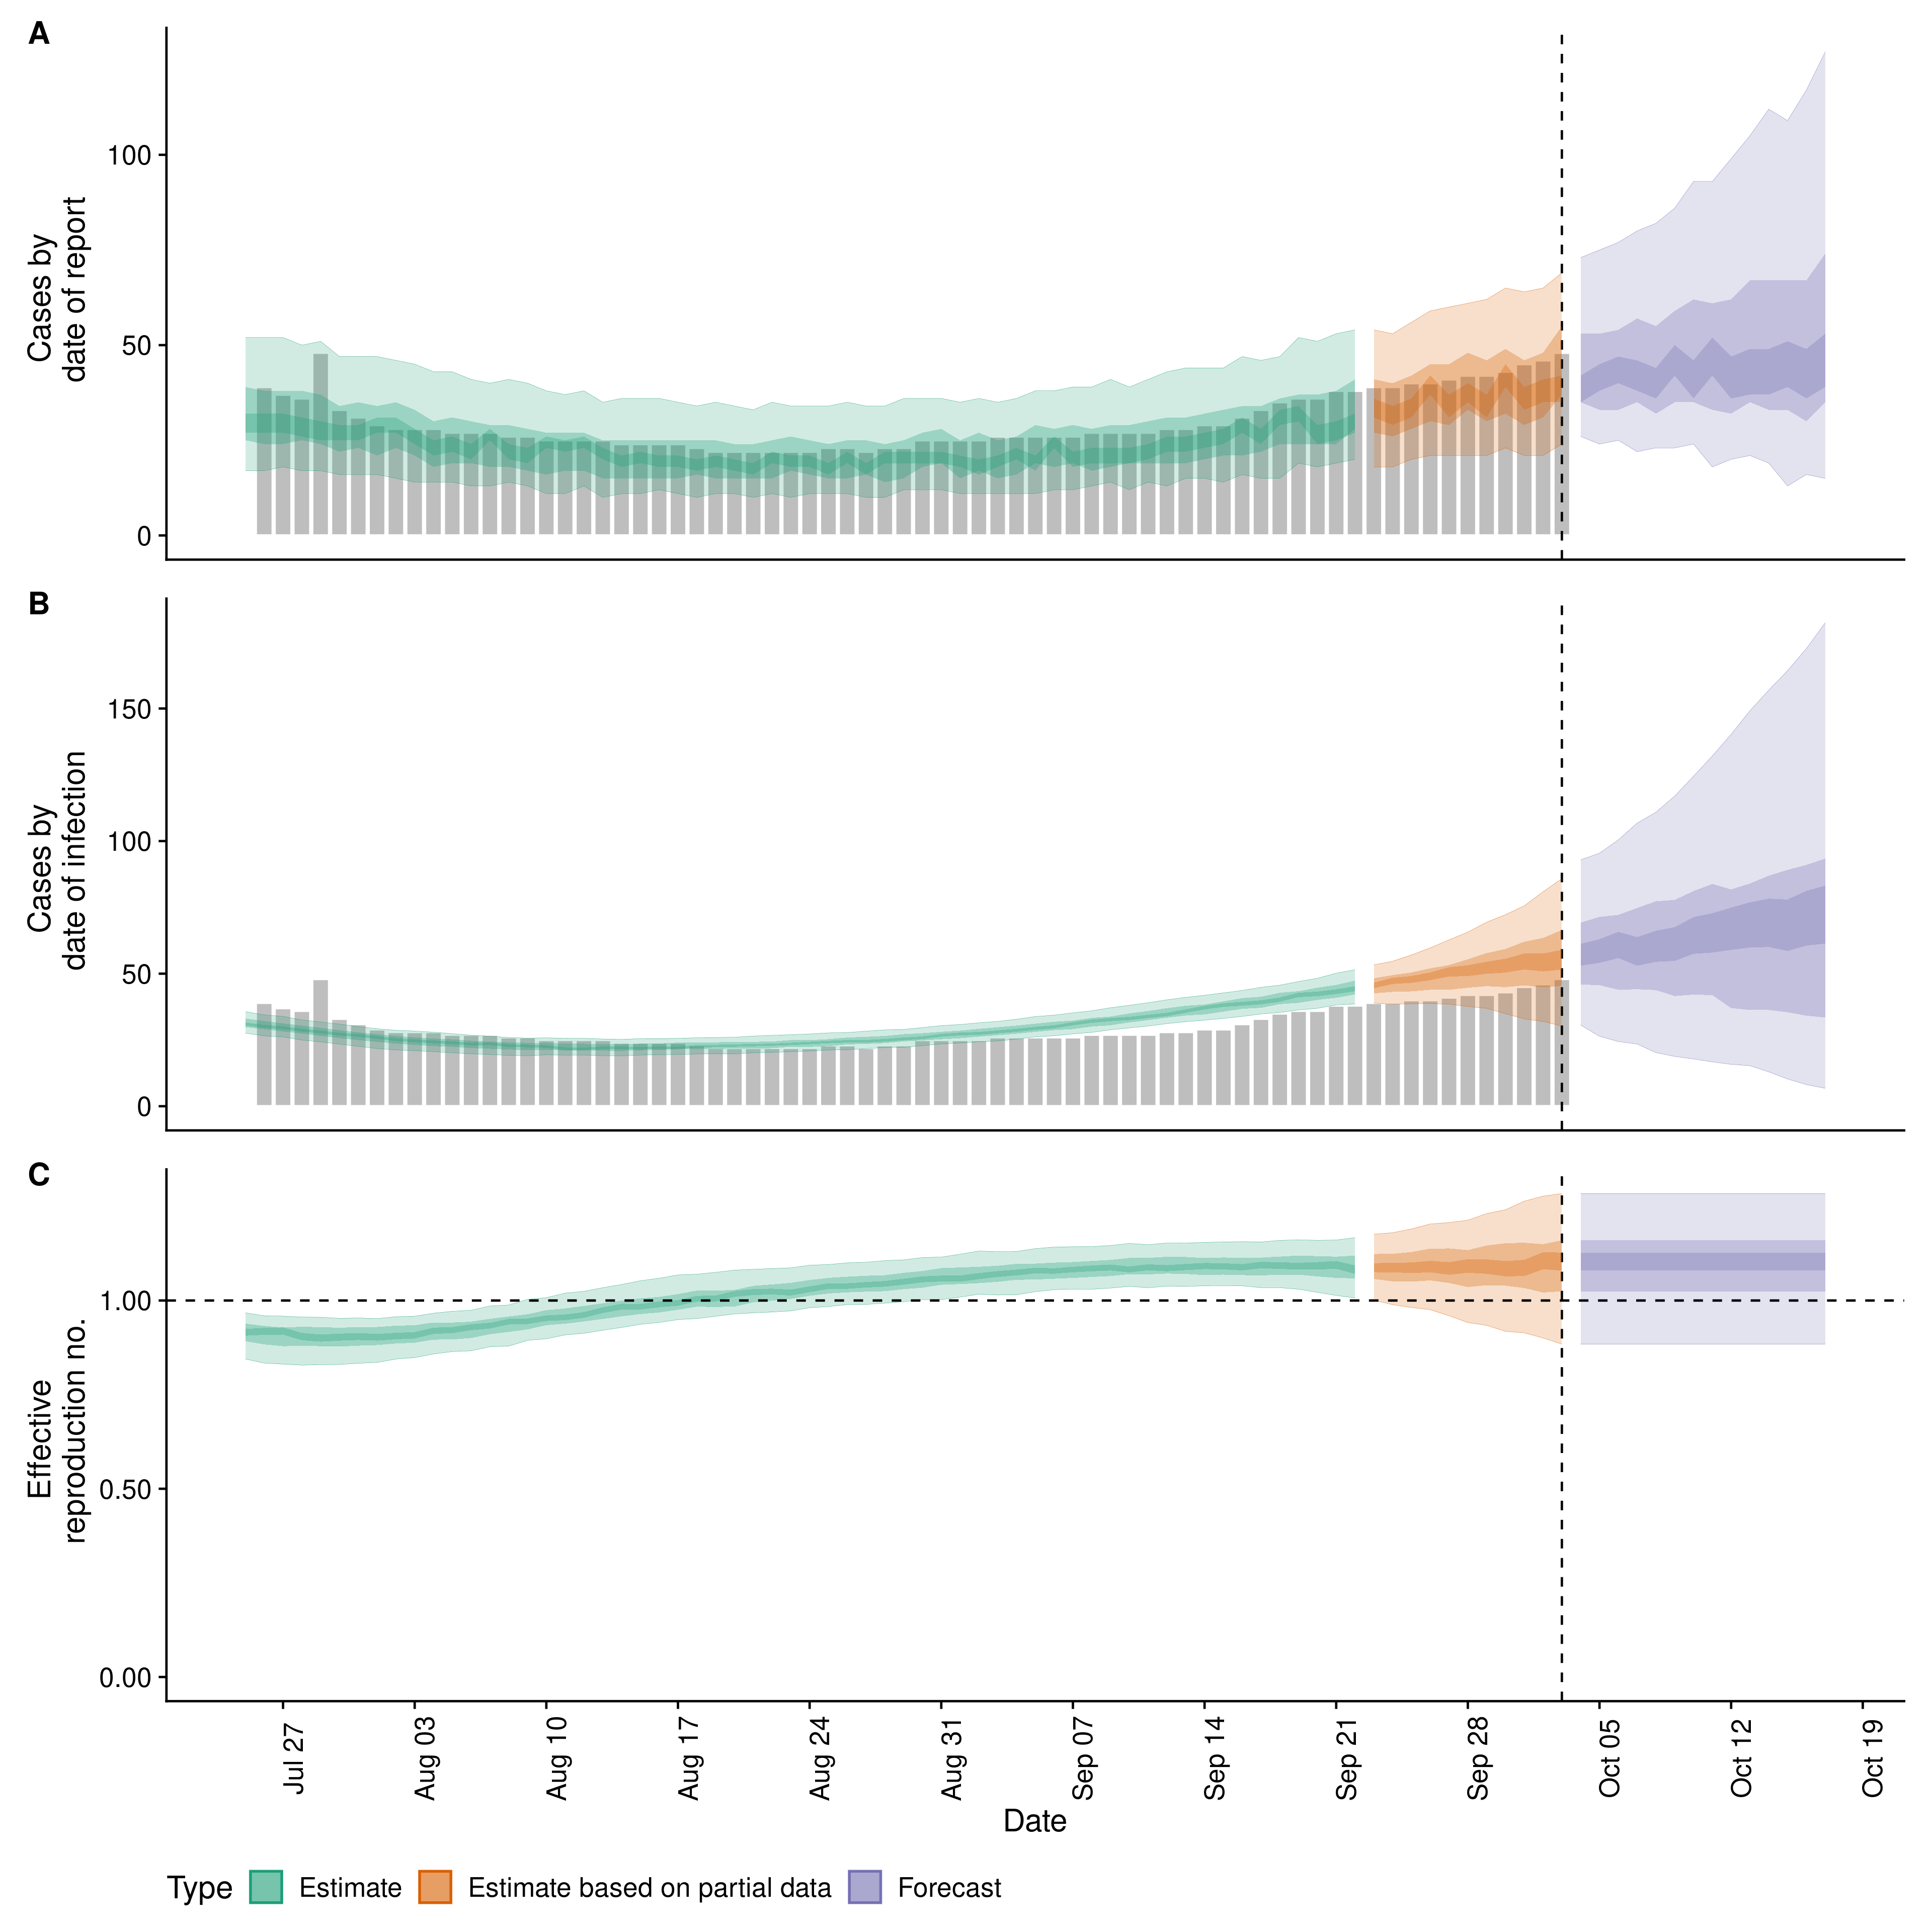 A
Cases by
date of report
100
50
0
B
Cases by
date of infection
150
100
50
0
C
Effective
reproduction no.
1.00
0.50
0.00
Jul 27
Aug 03
Aug 10
Aug 17
Aug 24
Aug 31
Sep 07
Sep 14
Sep 21
Sep 28
Oct 05
Oct 12
Oct 19
Date
Type
Estimate
Estimate based on partial data
Forecast